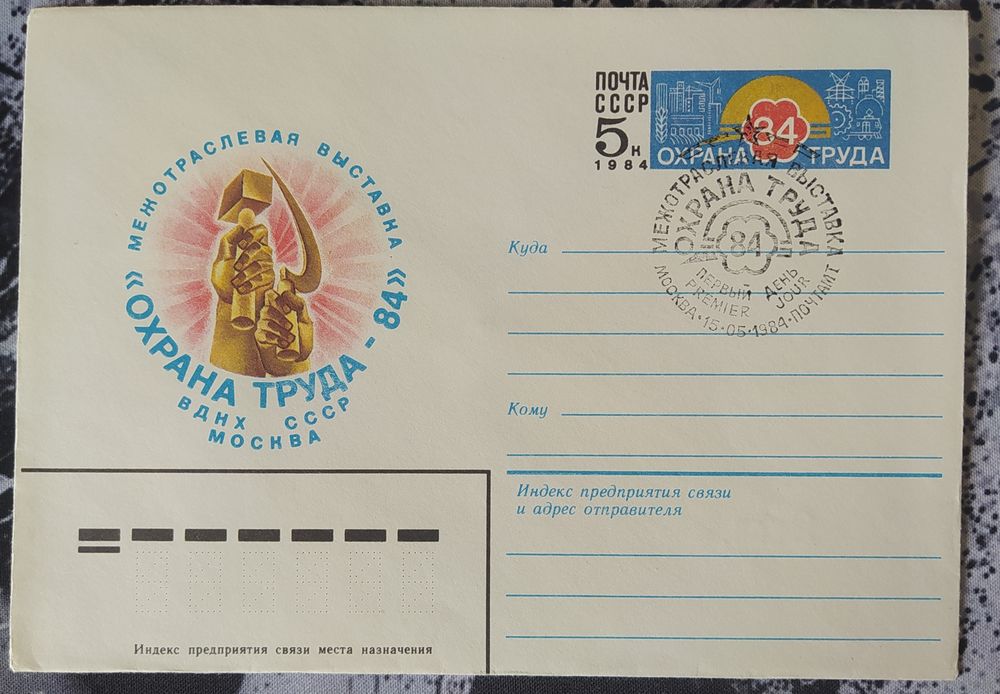 МЕЖОТРАСЛЕВАЯ ВЫСТАВКА
«ОХРАНА ТРУДА - 84»
ВДНХ СССР
МОСКВА
ПОЧТА
СССР
5к
1984
84
ОХРАНА ТРУДА
МЕЖОТРАСЛЕВАЯ ВЫСТАВКА
ОХРАНА ТРУДА
84
ПЕРВЫЙ ДЕНЬ
PREMIER JOUR
МОСКВА·15-05-1984·ПОЧТАМТ
Куда
Кому
Индекс предприятия связи
и адрес отправителя
Индекс предприятия связи места назначения